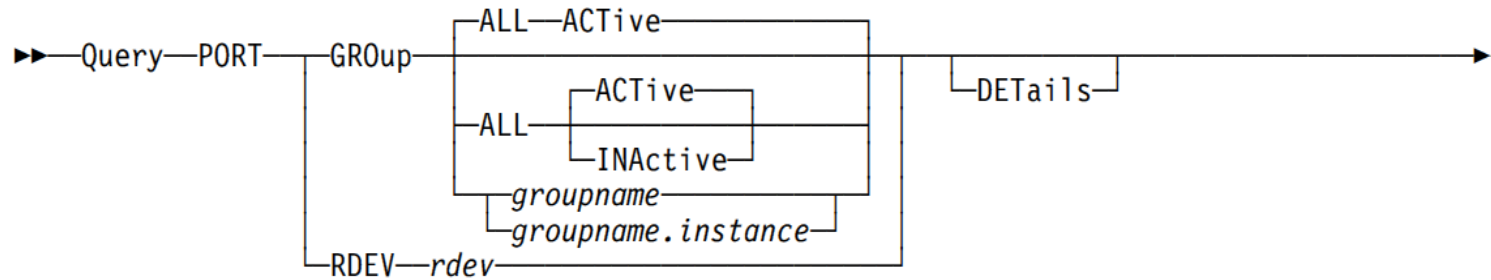 ALL ACTive
Query PORT GROup
ACTive
DETails
ALL
INActive
groupname
groupname.instance
RDEV rdev